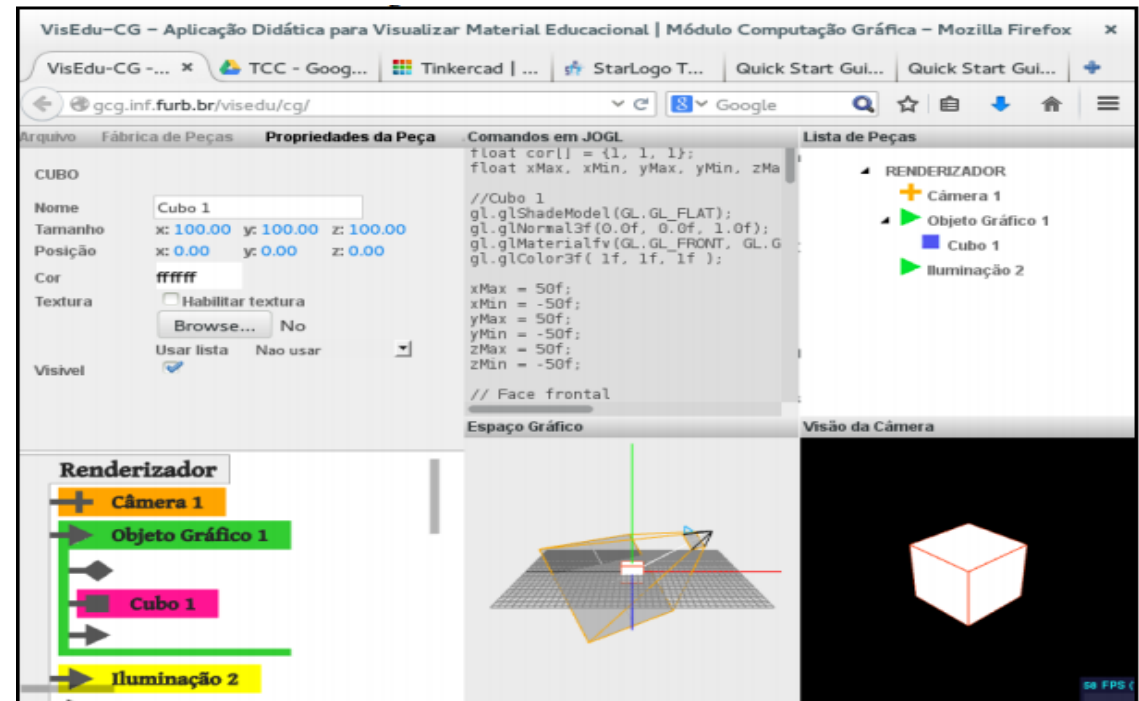 VisEdu-CG - Aplicação Didática para Visualizar Material Educacional | Módulo Computação Gráfica - Mozilla Firefox ×
VisEdu-CG -... × TCC - Goog... Tinkercad | ... StarLogo T... Quick Start Gui... Quick Start Gui... +
gcg.inf.furb.br/visedu/cg/ 8 Google
Arquivo Fábrica de Peças Propriedades da Peça
CUBO
Nome Cubo 1
Tamanho x: 100.00 y: 100.00 z: 100.00
Posição x: 0.00 y: 0.00 z: 0.00
Cor ffffff
Textura Habilitar textura
Browse... No
Usar lista Nao usar
Visivel
Comandos em JOGL
float cor[] = {1, 1, 1};
float xMax, xMin, yMax, yMin, zMa
//Cubo 1
gl.glShadeModel(GL.GL_FLAT);
gl.glNormal3f(0.0f, 0.0f, 1.0f);
gl.glMaterialfv(GL.GL_FRONT, GL.G
gl.glColor3f( 1f, 1f, 1f );
xMax = 50f;
xMin = -50f;
yMax = 50f;
yMin = -50f;
zMax = 50f;
zMin = -50f;
// Face frontal
Lista de Peças
RENDERIZADOR
Câmera 1
Objeto Gráfico 1
Cubo 1
Iluminação 2
Renderizador
Câmera 1
Objeto Gráfico 1
Cubo 1
Iluminação 2
Espaço Gráfico
Visão da Câmera
58 FPS (